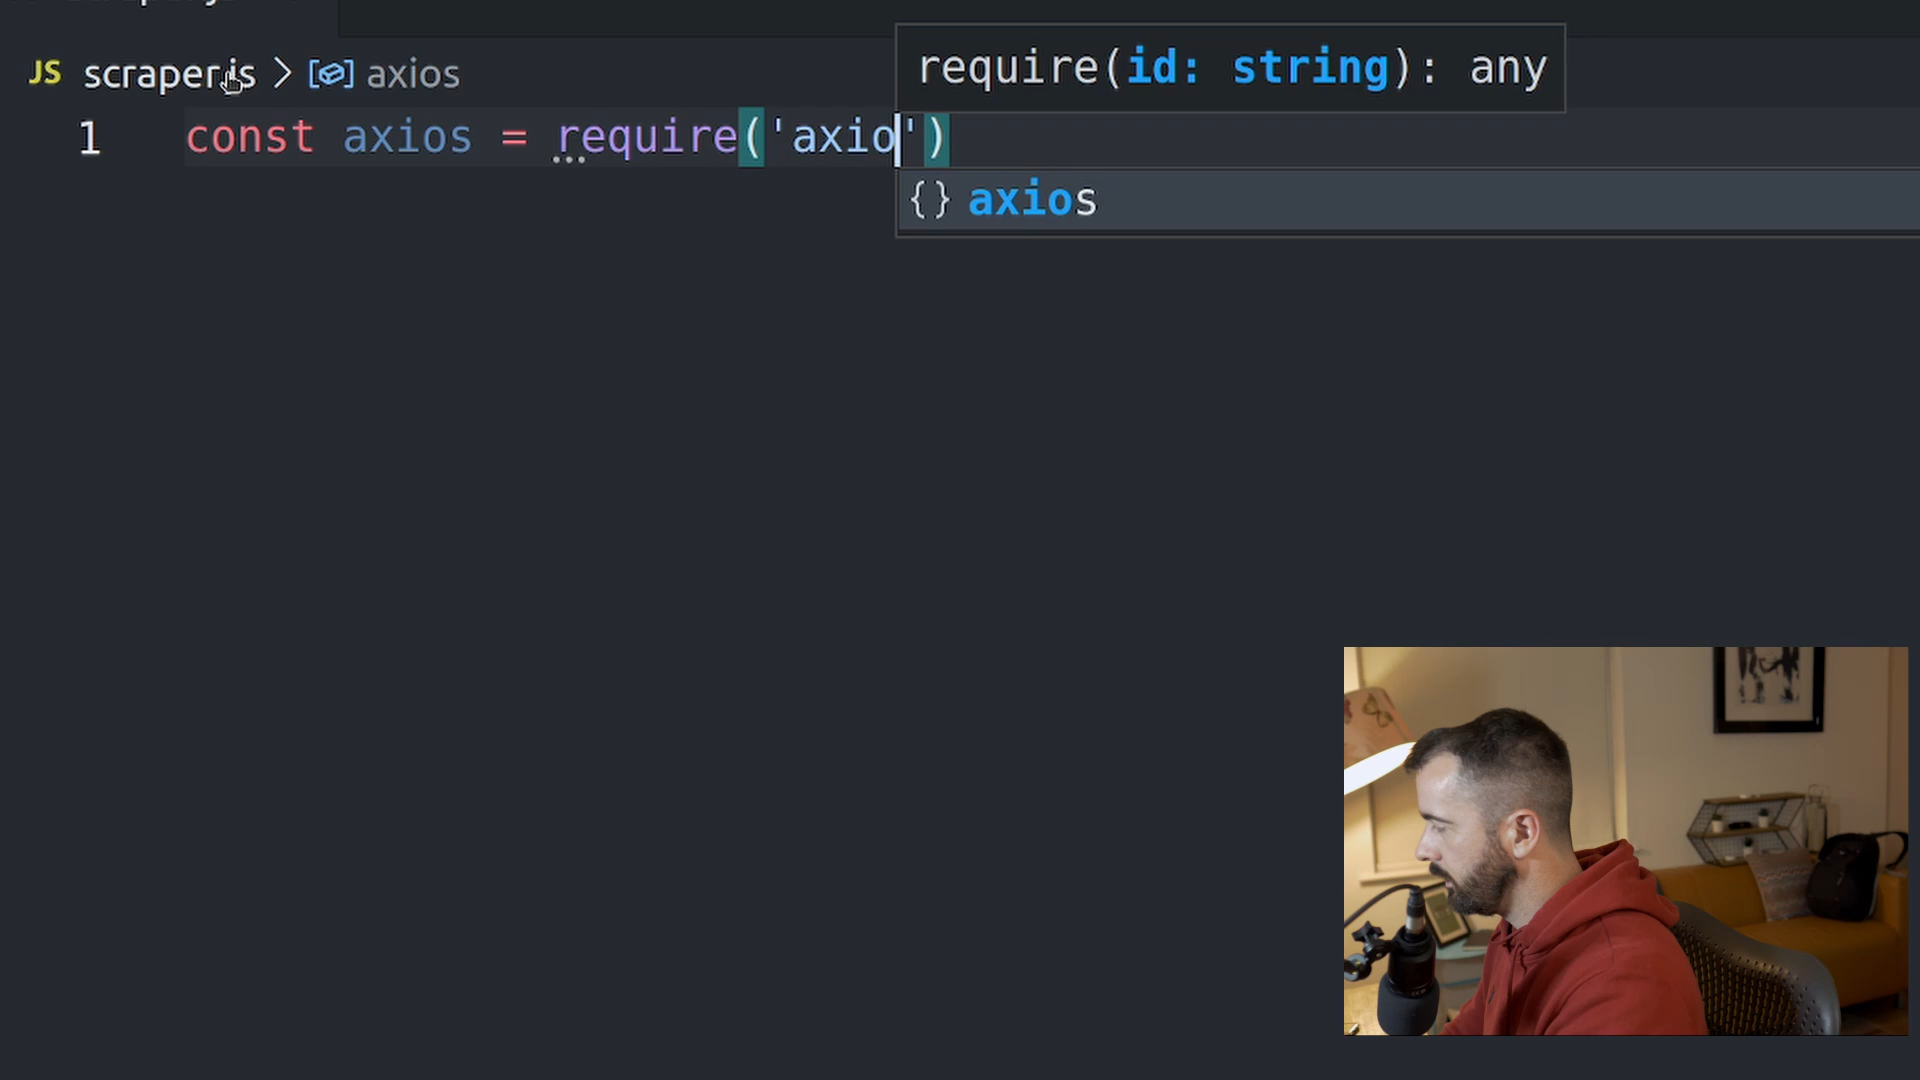 require(id: string): any
JS scraper.js > axios
1 const axios = require('axio')
{} axios